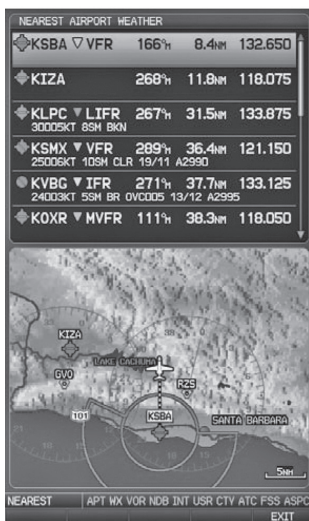 NEAREST AIRPORT WEATHER
KSBA VFR 166°M 8.4NM 132.650
KIZA 268°M 11.8NM 118.075
KLPC LIFR 267°M 31.5NM 133.875
30005KT 8SM BKN
KSMX VFR 289°M 36.4NM 121.150
25006KT 10SM CLR 19/11 A2990
KVBG IFR 271°M 37.7NM 133.125
24003KT 5SM BR OVC005 13/12 A2995
KOXR MVFR 111°M 38.3NM 118.050
33
KIZA
LAKE CACHUMA
GVO
RZS
101
KSBA
SANTA BARBARA
15
5NM
NEAREST APT WX VOR NDB INT USR CTY ATC FSS ASPC
EXIT